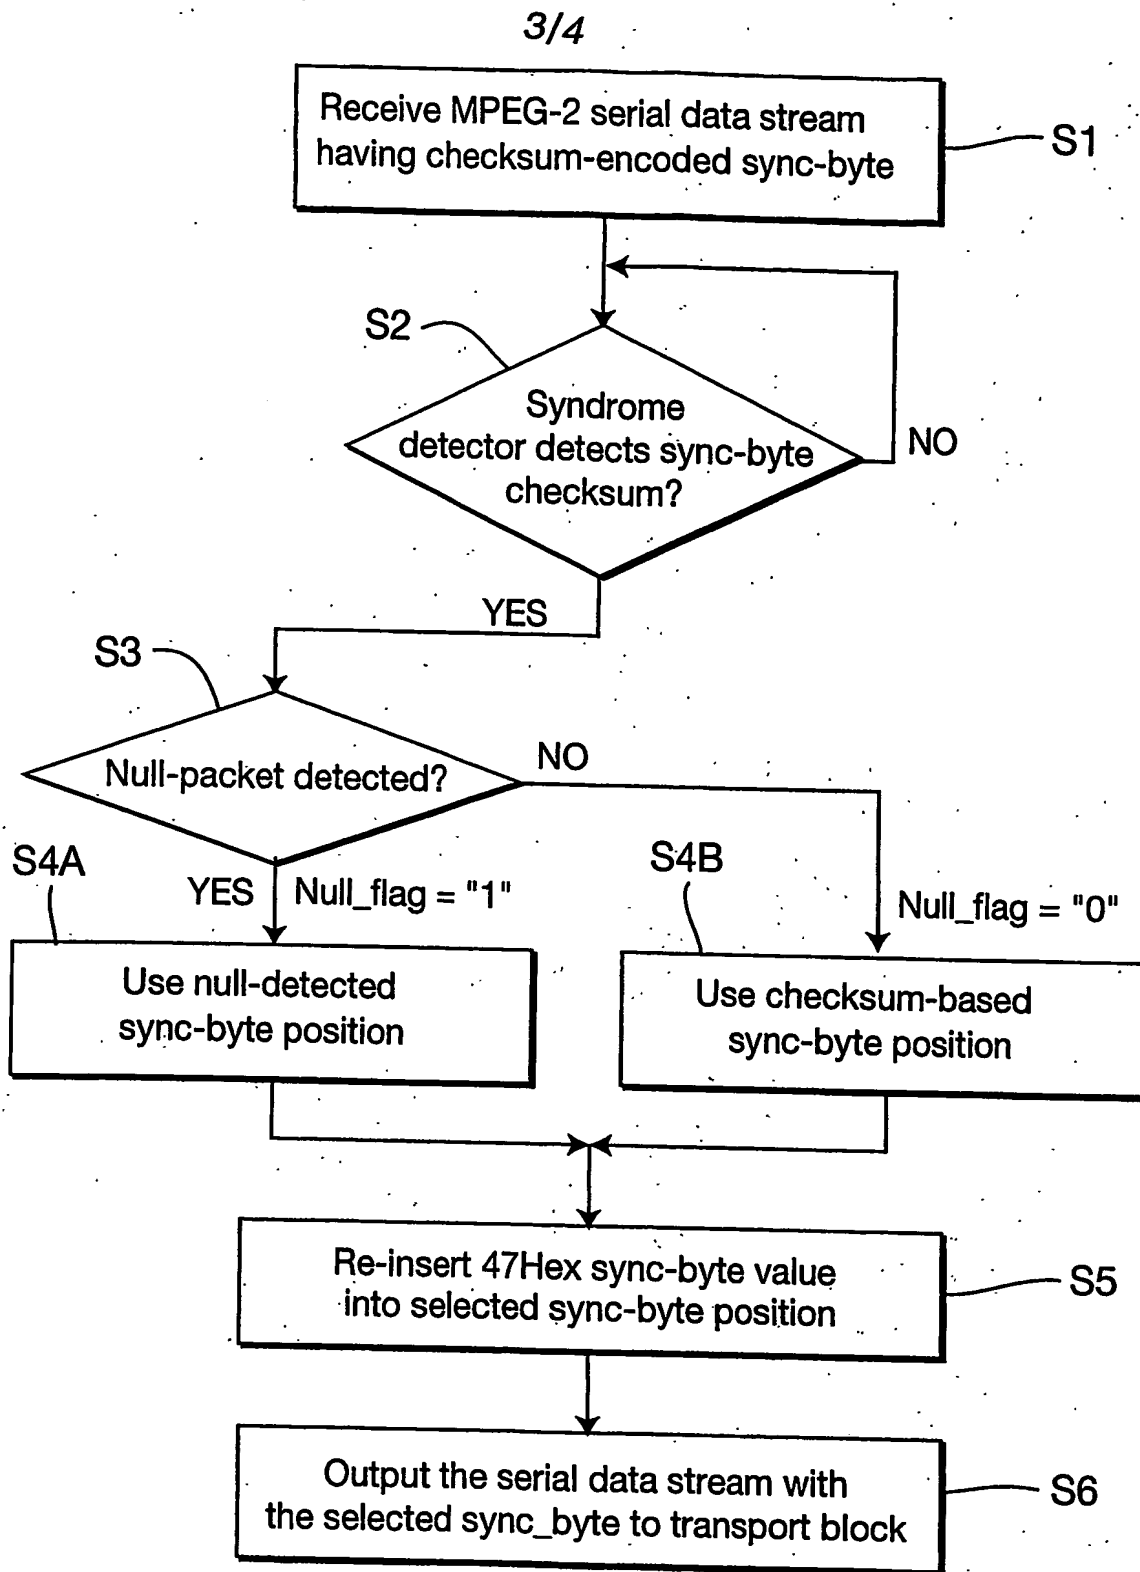 3/4
Receive MPEG-2 serial data stream
having checksum-encoded sync-byte
S1
S2
Syndrome
detector detects sync-byte
checksum?
NO
YES
S3
Null-packet detected?
NO
S4A
YES
Null_flag = "1"
S4B
Null_flag = "0"
Use null-detected
sync-byte position
Use checksum-based
sync-byte position
Re-insert 47Hex sync-byte value
into selected sync-byte position
S5
Output the serial data stream with
the selected sync_byte to transport block
S6